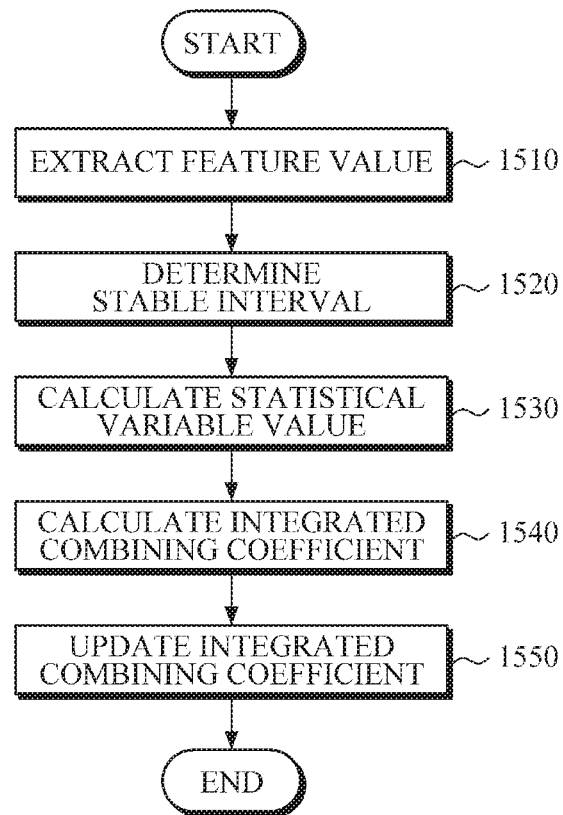 START
EXTRACT FEATURE VALUE
1510
DETERMINE
STABLE INTERVAL
1520
CALCULATE STATISTICAL
VARIABLE VALUE
1530
CALCULATE INTEGRATED
COMBINING COEFFICIENT
1540
UPDATE INTEGRATED
COMBINING COEFFICIENT
1550
END